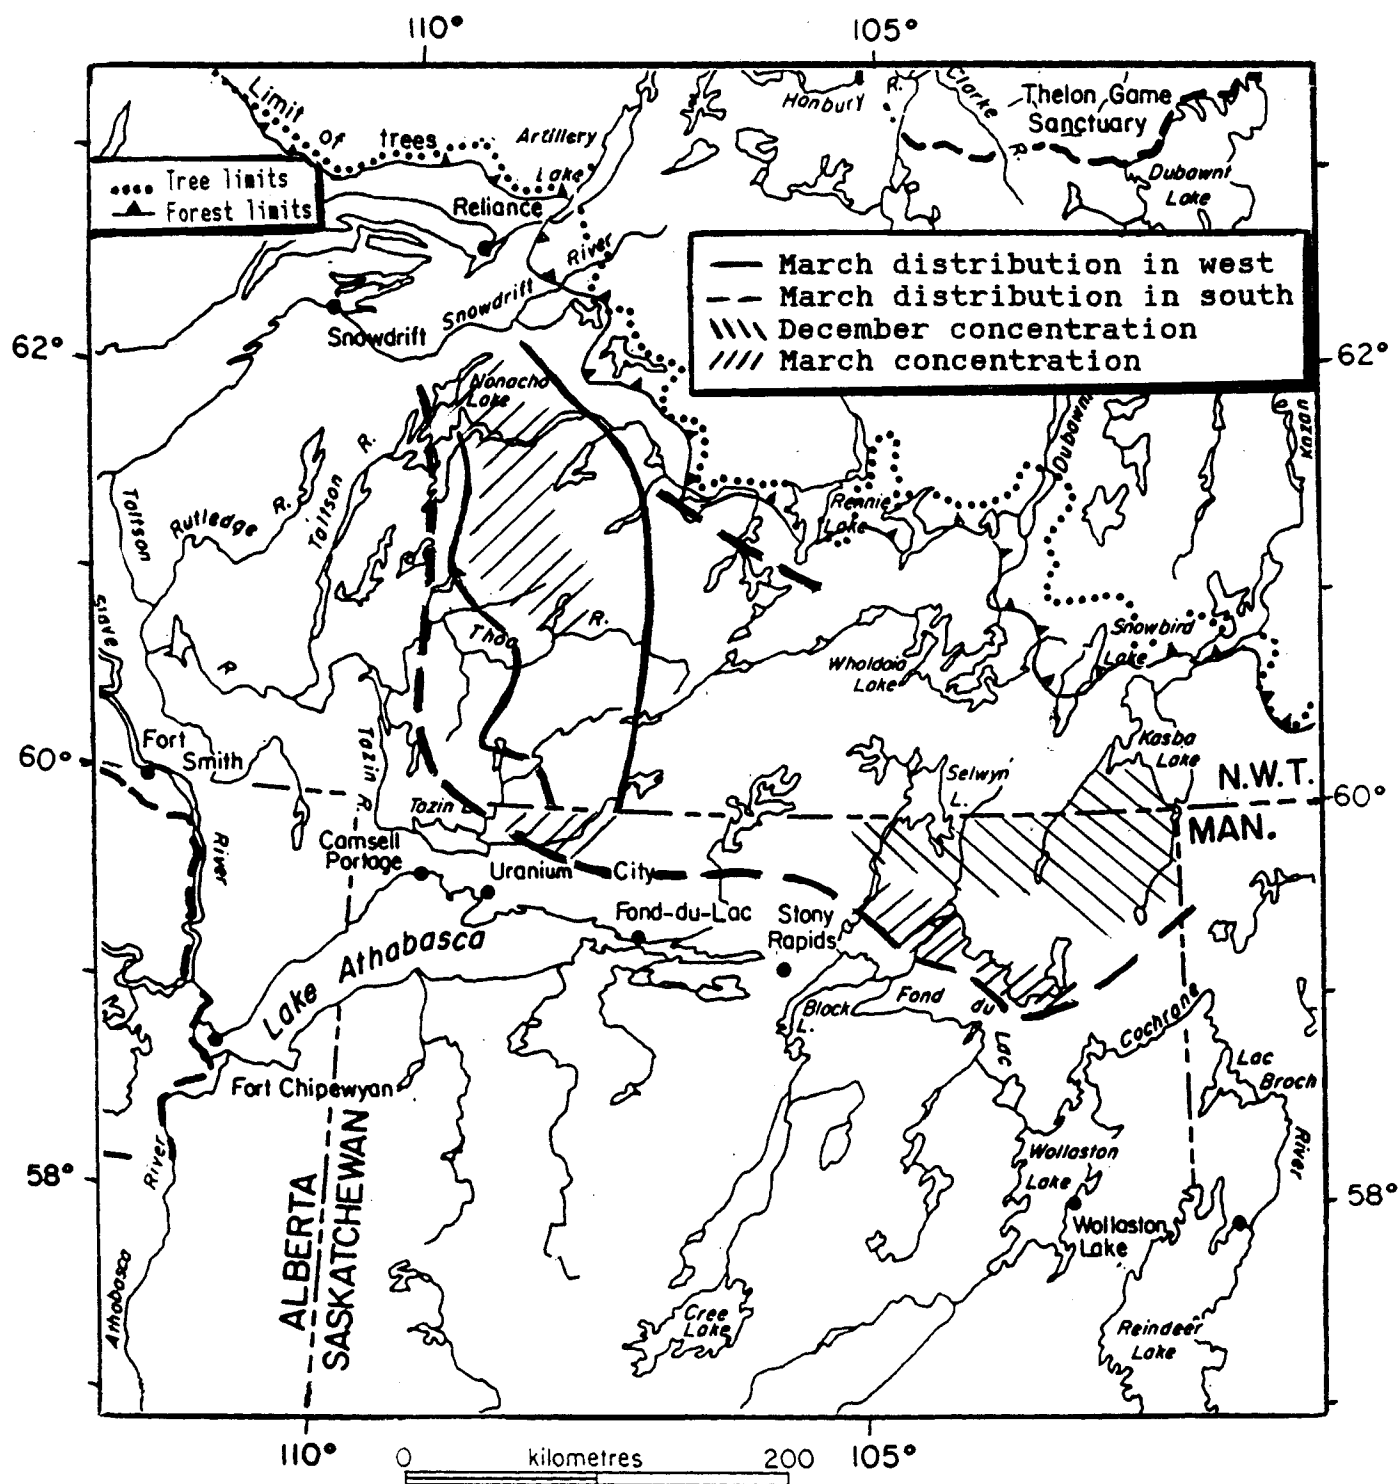 110°
105°
Limit
of
trees
Artillery
Lake
Hanbury
R.
Clarke
R.
Thelon Game
Sanctuary
Dubawnt
Lake
Tree limits
Forest limits
Reliance
River
Snowdrift
Snowdrift
March distribution in west
March distribution in south
December concentration
March concentration
62°
62°
Nonacho
Lake
Dubawnt
Taltson
Rutledge
R.
Taltson
R.
Rennie
Lake
Slave
R
Thoa
R.
Wholdaia
Lake
Snowbird
Lake
60°
Fort
Smith
Tazin
R.
Tazin L.
Selwyn
L.
Kasba
Lake
N.W.T.
60°
MAN.
River
Camsell
Portage
Uranium City
Fond-du-Lac
Stony
Rapids
Lake Athabasca
Black
L.
Fond
du
Lac
Cochrane
Lac
Broch
River
Fort Chipewyan
58°
River
Athabasca
ALBERTA
SASKATCHEWAN
Wollaston
Lake
Wollaston
Lake
58°
Cree
Lake
Reindeer
Lake
110°
105°
0 kilometres 200